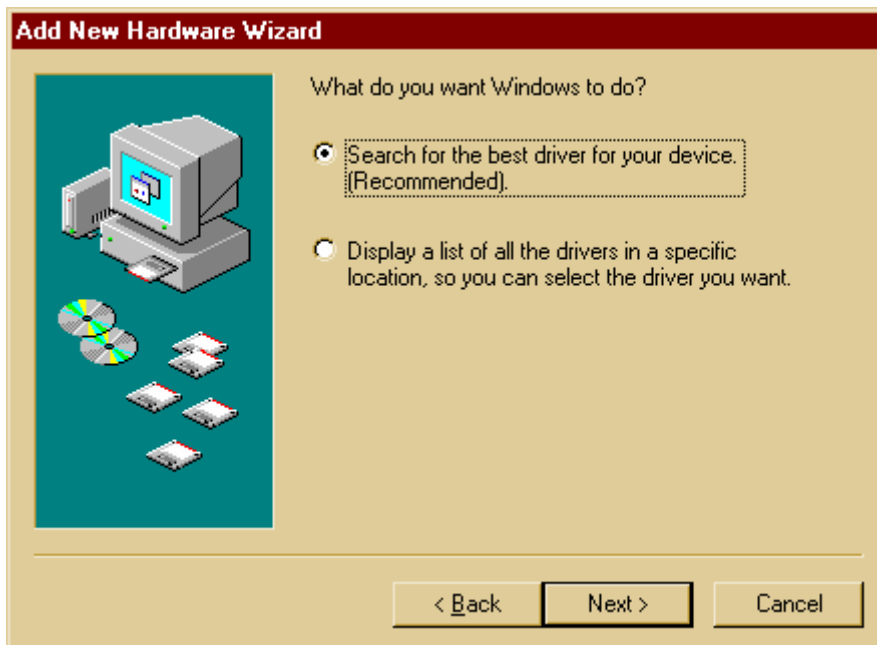 Add New Hardware Wizard
What do you want Windows to do?
Search for the best driver for your device.
(Recommended).
Display a list of all the drivers in a specific
location, so you can select the driver you want.
< Back
Next >
Cancel